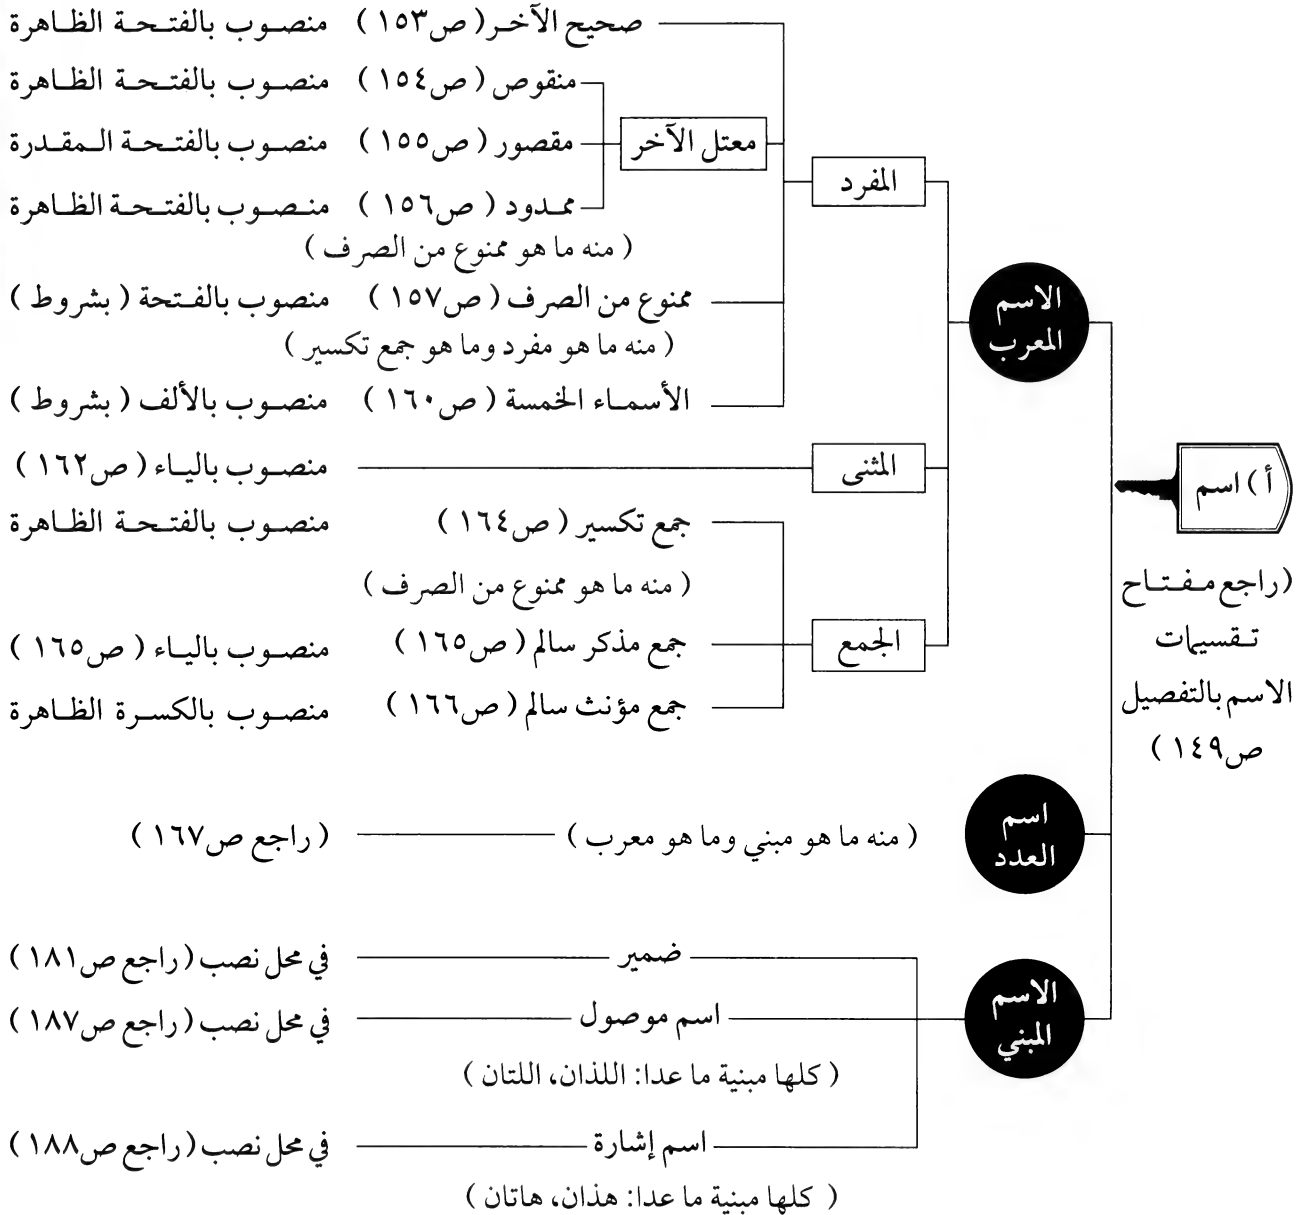 أ ) اسم
(راجع مفتاح
تقسيمات
الاسم بالتفصيل
ص١٤٩ )
الاسم
المعرب
المفرد
صحيح الآخر ( ص١٥٣ ) منصوب بالفتحة الظاهرة
معتل الآخر
منقوص ( ص١٥٤ ) منصوب بالفتحة الظاهرة
مقصور ( ص١٥٥ ) منصوب بالفتحة المقدرة
ممدود ( ص١٥٦ ) منصوب بالفتحة الظاهرة
( منه ما هو ممنوع من الصرف )
ممنوع من الصرف ( ص١٥٧ ) منصوب بالفتحة ( بشروط )
( منه ما هو مفرد وما هو جمع تكسير )
الأسماء الخمسة ( ص١٦٠ ) منصوب بالألف ( بشروط )
المثنى
منصوب بالياء ( ص١٦٢ )
الجمع
جمع تكسير ( ص١٦٤ ) منصوب بالفتحة الظاهرة
( منه ما هو ممنوع من الصرف )
جمع مذكر سالم ( ص١٦٥ ) منصوب بالياء ( ص١٦٥ )
جمع مؤنث سالم ( ص١٦٦ ) منصوب بالكسرة الظاهرة
اسم
العدد
( منه ما هو مبني وما هو معرب ) ( راجع ص١٦٧ )
الاسم
المبني
ضمير في محل نصب ( راجع ص١٨١ )
اسم موصول في محل نصب ( راجع ص١٨٧ )
( كلها مبنية ما عدا: اللذان، اللتان )
اسم إشارة في محل نصب ( راجع ص١٨٨ )
( كلها مبنية ما عدا: هذان، هاتان )